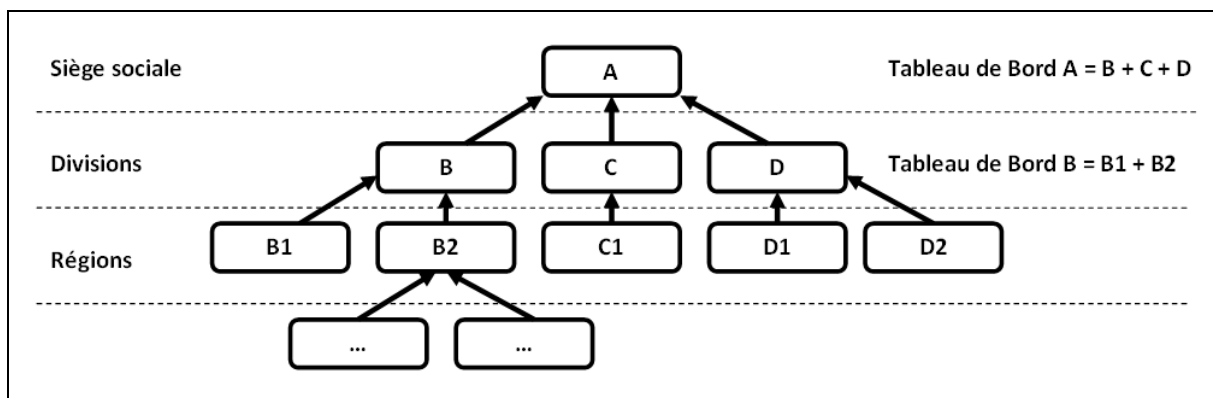 Siège sociale
A
Tableau de Bord A = B + C + D
Divisions
B
C
D
Tableau de Bord B = B1 + B2
Régions
B1
B2
C1
D1
D2
...
...